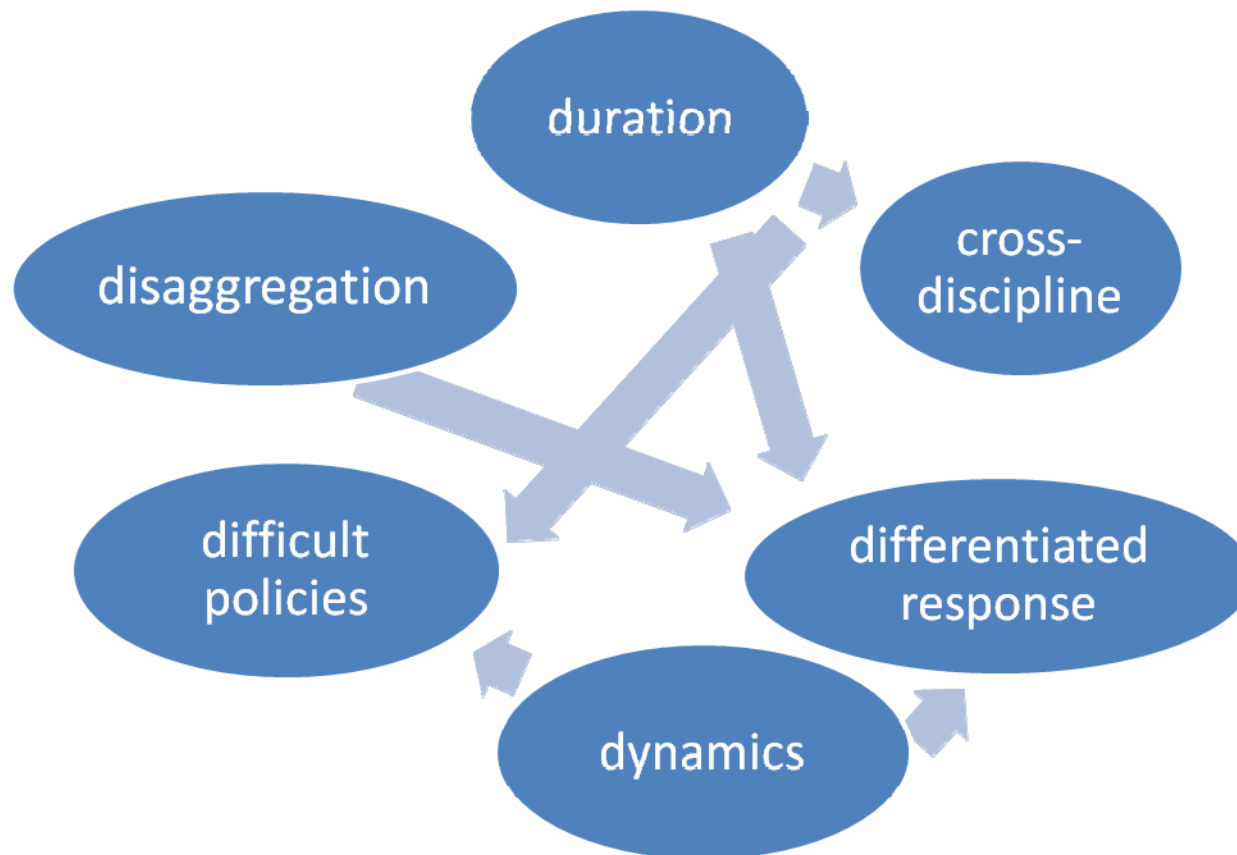 duration
cross-
discipline
disaggregation
difficult
policies
differentiated
response
dynamics